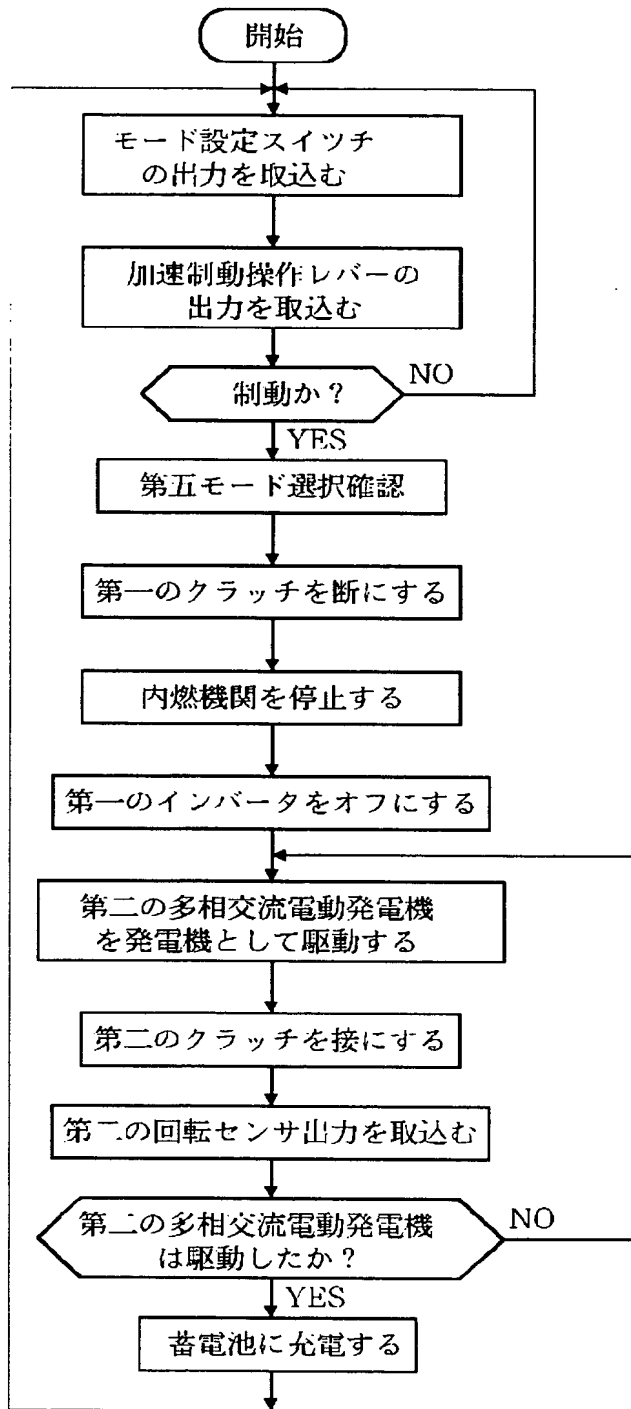 開始
モード設定スイッチ
の出力を取込む
加速制動操作レバーの
出力を取込む
制動か?
NO
YES
第五モード選択確認
第一のクラッチを断にする
内燃機関を停止する
第一のインバータをオフにする
第二の多相交流電動発電機
を発電機として駆動する
第二のクラッチを接にする
第二の回転センサ出力を取込む
第二の多相交流電動発電機
は駆動したか?
NO
YES
蓄電池に充電する